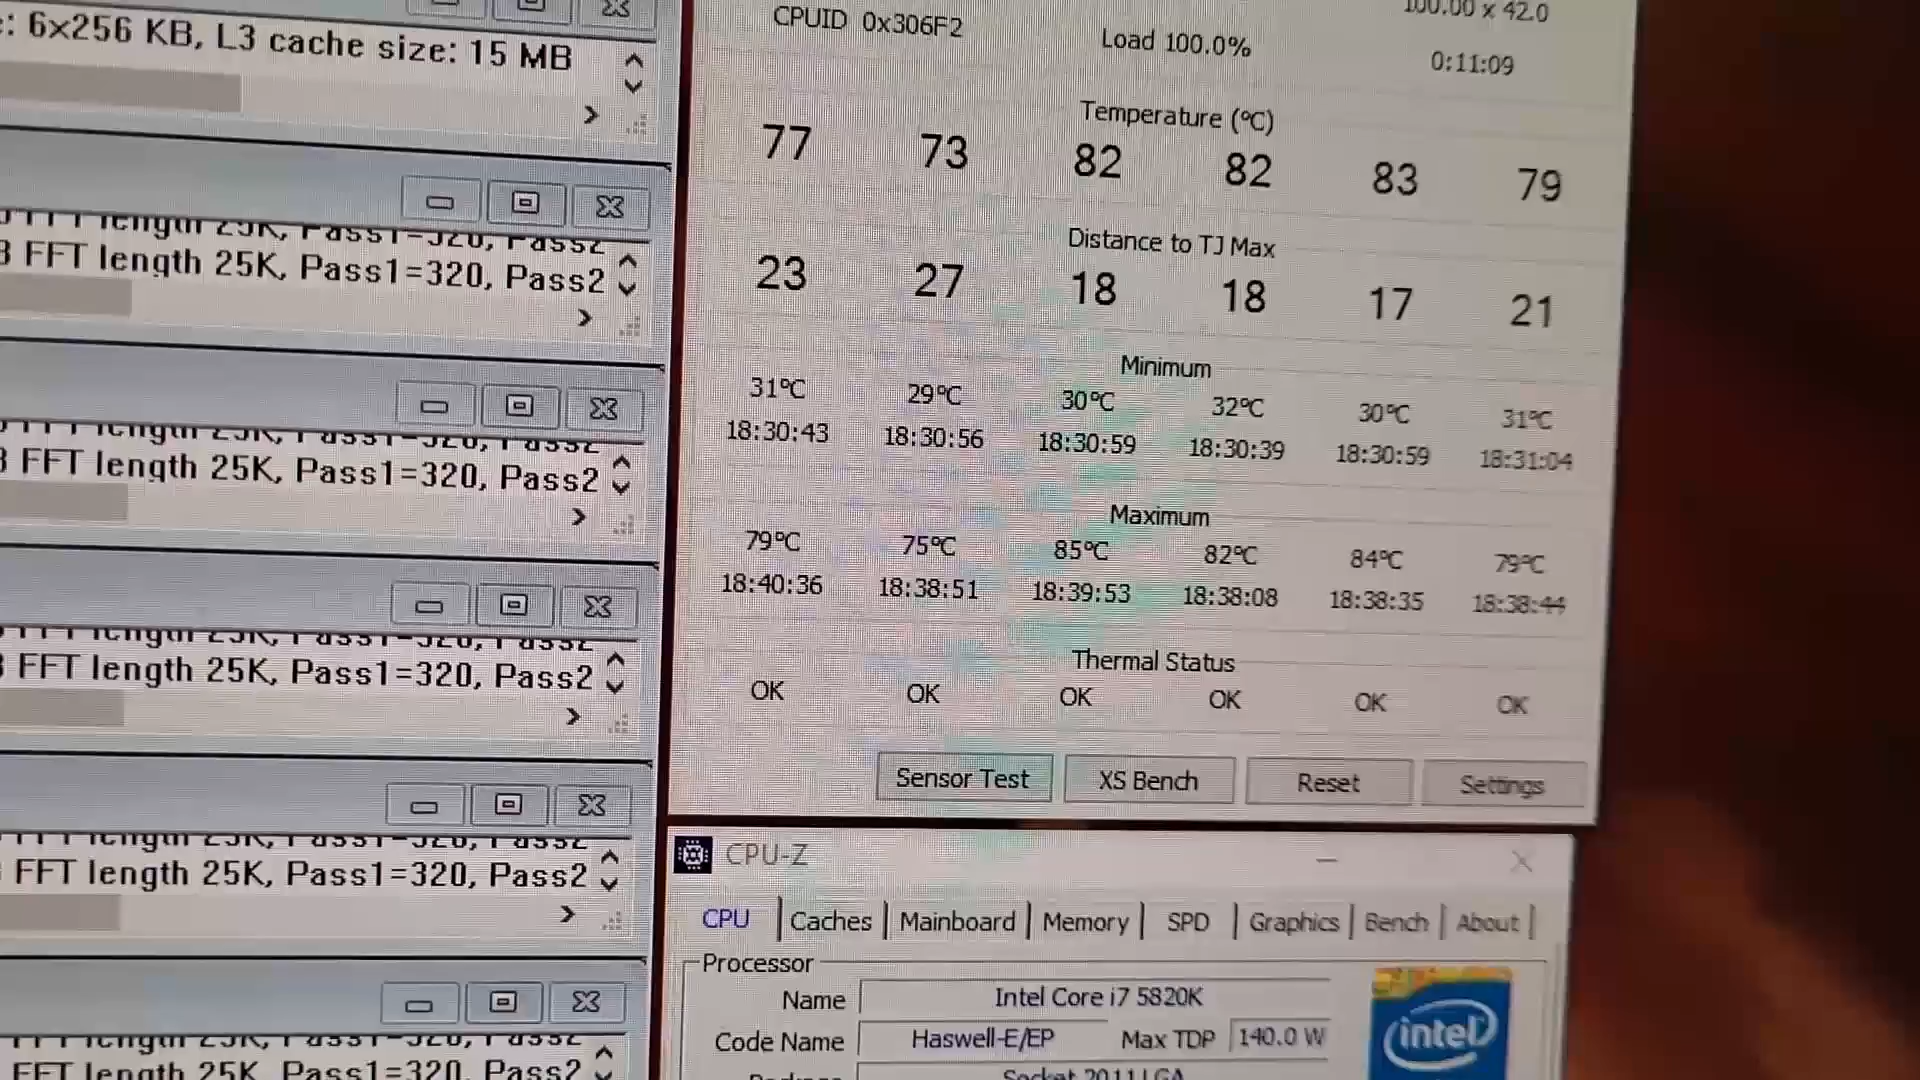 : 6x256 KB, L3 cache size: 15 MB
FFT length 25K, Pass1=320, Pass2
FFT length 25K, Pass1=320, Pass2
FFT length 25K, Pass1=320, Pass2
FFT length 25K, Pass1=320, Pass2
FFT length 25K, Pass1=320, Pass2
CPUID 0x306F2
Load 100.0%
100.00 x 42.0
0:11:09
Temperature (°C)
77 73 82 82 83 79
Distance to TJ Max
23 27 18 18 17 21
Minimum
31°C 29°C 30°C 32°C 30°C 31°C
18:30:43 18:30:56 18:30:59 18:30:39 18:30:59 18:31:04
Maximum
79°C 75°C 85°C 82°C 84°C 79°C
18:40:36 18:38:51 18:39:53 18:38:08 18:38:35 18:38:44
Thermal Status
OK OK OK OK OK OK
Sensor Test XS Bench Reset Settings
CPU-Z
CPU Caches Mainboard Memory SPD Graphics Bench About
Processor
Name Intel Core i7 5820K
Code Name Haswell-E/EP Max TDP 140.0 W
Socket 2011 LGA
intel